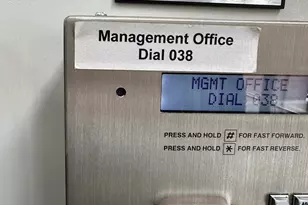 Management Office
Dial 038
MGMT OFFICE
DIAL 038
PRESS AND HOLD # FOR FAST FORWARD.
PRESS AND HOLD * FOR FAST REVERSE.